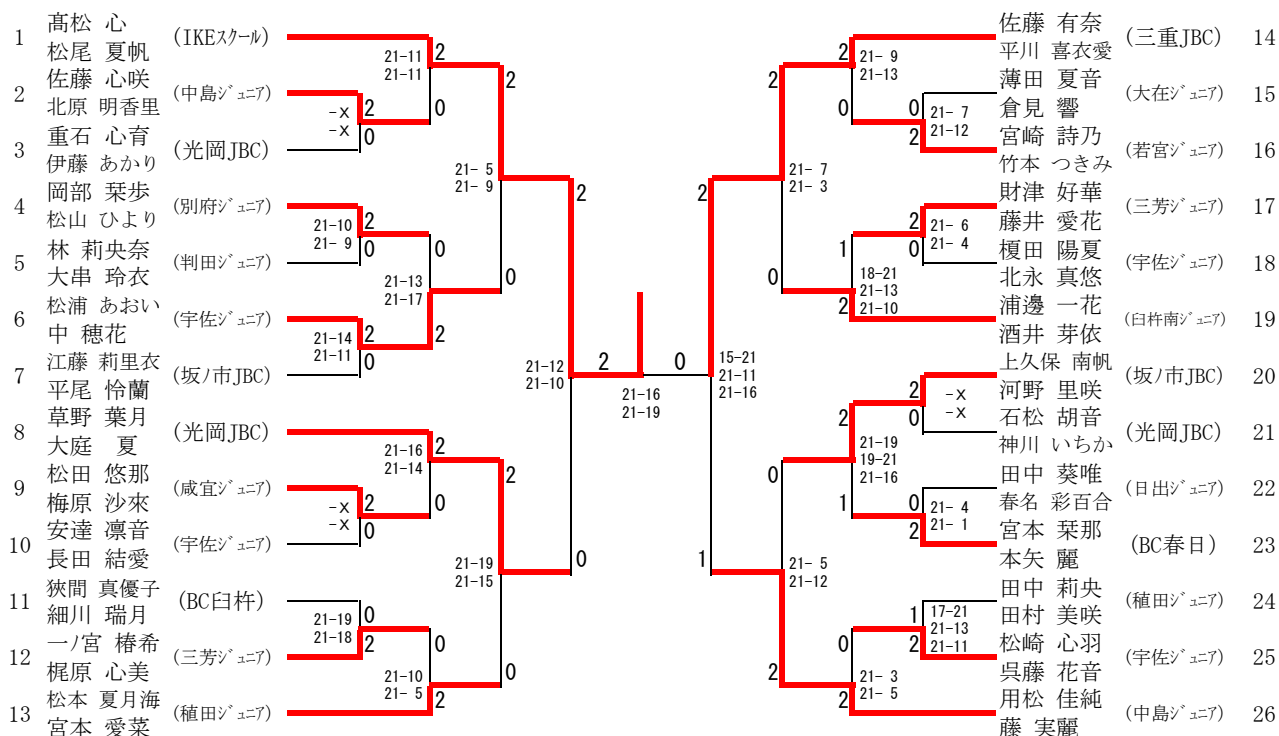 1 髙松 心 (IKEスクール)
松尾 夏帆
2 佐藤 心咲 (中島ジュニア)
北原 明香里
3 重石 心育 (光岡JBC)
伊藤 あかり
4 岡部 栞歩 (別府ジュニア)
松山 ひより
5 林 莉央奈 (判田ジュニア)
大串 玲衣
6 松浦 あおい (宇佐ジュニア)
中 穂花
7 江藤 莉里衣 (坂ノ市JBC)
平尾 怜蘭
8 草野 葉月 (光岡JBC)
大庭 夏
9 松田 悠那 (咸宜ジュニア)
梅原 沙來
10 安達 凛音 (宇佐ジュニア)
長田 結愛
11 狹間 真優子 (BC臼杵)
細川 瑞月
12 一ノ宮 椿希 (三芳ジュニア)
梶原 心美
13 松本 夏月海 (稙田ジュニア)
宮本 愛菜
21-11 2
21-11
0
-X 2
-X 0
21-10 2
21- 9 0
21-13 0
21-17 2
21-14 2
21-11 0
2
21- 5
21- 9
0
21-16 2
21-14
0
-X 2
-X 0
21-19 0
21-18 2
0
21-10
21- 5 2
2
21-19
21-15
0
2
21-12
21-10
0
2 0
21-16
21-19
15-21
21-11
21-16
2
1
2
21- 7
21- 3
0
0
21- 5
21-12
2
2 21- 9
21-13
0
0 21- 7
2 21-12
2 21- 6
0 21- 4
1
18-21
21-13
2 21-10
2 -X
0 -X
2
21-19
19-21
21-16
1
0 21- 4
2 21- 1
1 17-21
21-13
2 21-11
0
21- 3
2 21- 5
佐藤 有奈 (三重JBC) 14
平川 喜衣愛
薄田 夏音 (大在ジュニア) 15
倉見 響
宮崎 詩乃 (若宮ジュニア) 16
竹本 つきみ
財津 好華 (三芳ジュニア) 17
藤井 愛花
榎田 陽夏 (宇佐ジュニア) 18
北永 真悠
浦邊 一花 (臼杵南ジュニア) 19
酒井 芽依
上久保 南帆 (坂ノ市JBC) 20
河野 里咲
石松 胡音 (光岡JBC) 21
神川 いちか
田中 葵唯 (日出ジュニア) 22
春名 彩百合
宮本 栞那 (BC春日) 23
本矢 麗
田中 莉央 (稙田ジュニア) 24
田村 美咲
松崎 心羽 (宇佐ジュニア) 25
呉藤 花音
用松 佳純 (中島ジュニア) 26
藤 実麗